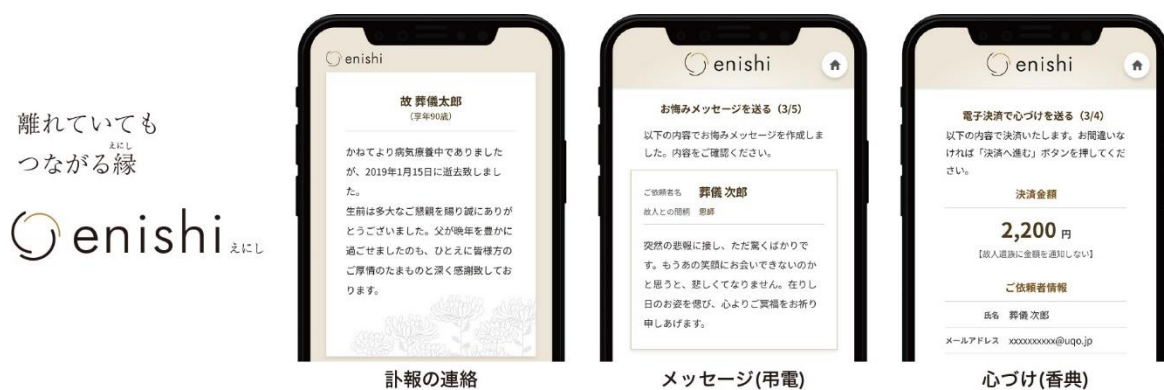 離れていても
つながる縁
えにし
enishi えにし
enishi
故 葬儀太郎
(享年90歳)
かねてより病気療養中でありました
が、2019年1月15日に逝去致しまし
た。
生前は多大なご懇親を賜り誠にありが
とうございました。父が晩年を豊かに
過ごせましたのも、ひとえに皆様方の
ご厚情のたまものと深く感謝致してお
ります。
訃報の連絡
enishi
お悔みメッセージを送る（3/5）
以下の内容でお悔みメッセージを作成しま
した。内容をご確認ください。
ご依頼者名 葬儀 次郎
故人との間柄 恩師
突然の悲報に接し、ただ驚くばかりで
す。もうあの笑顔にお会いできないのか
と思うと、悲しくてなりません。在りし
日のお姿を偲び、心よりご冥福をお祈り
申しあげます。
メッセージ(弔電)
enishi
電子決済で心づけを送る（3/4）
以下の内容で決済いたします。お間違いな
ければ「決済へ進む」ボタンを押してくだ
さい。
決済金額
2,200 円
【故人遺族に金額を通知しない】
ご依頼者情報
氏名 葬儀 次郎
メールアドレス xxxxxxxxxx@uqo.jp
心づけ(香典)